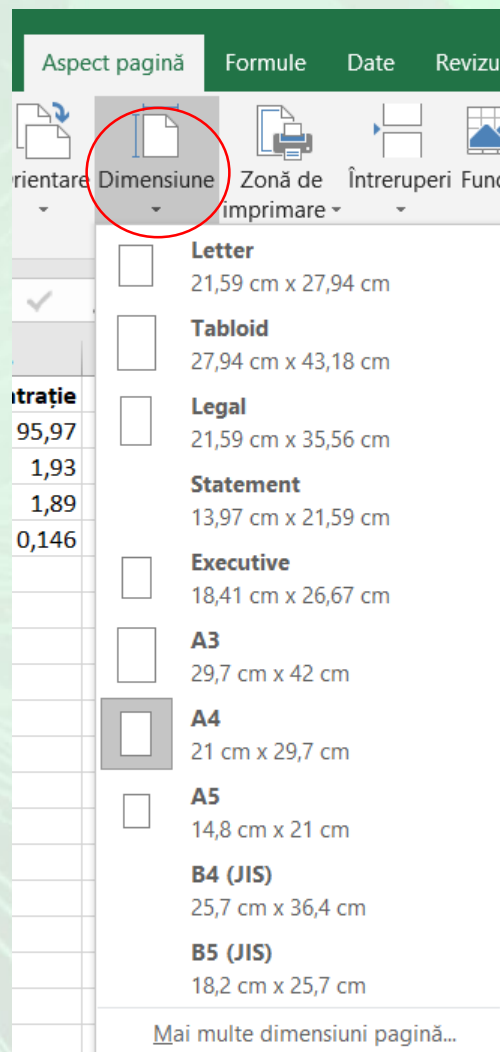 Aspect pagină Formule Date Revizu
rientare Dimensiune Zonă de imprimare Întreruperi Func
Letter
21,59 cm x 27,94 cm
Tabloid
27,94 cm x 43,18 cm
Legal
21,59 cm x 35,56 cm
Statement
13,97 cm x 21,59 cm
Executive
18,41 cm x 26,67 cm
A3
29,7 cm x 42 cm
A4
21 cm x 29,7 cm
A5
14,8 cm x 21 cm
B4 (JIS)
25,7 cm x 36,4 cm
B5 (JIS)
18,2 cm x 25,7 cm
Mai multe dimensiuni pagină...
trație
95,97
1,93
1,89
0,146